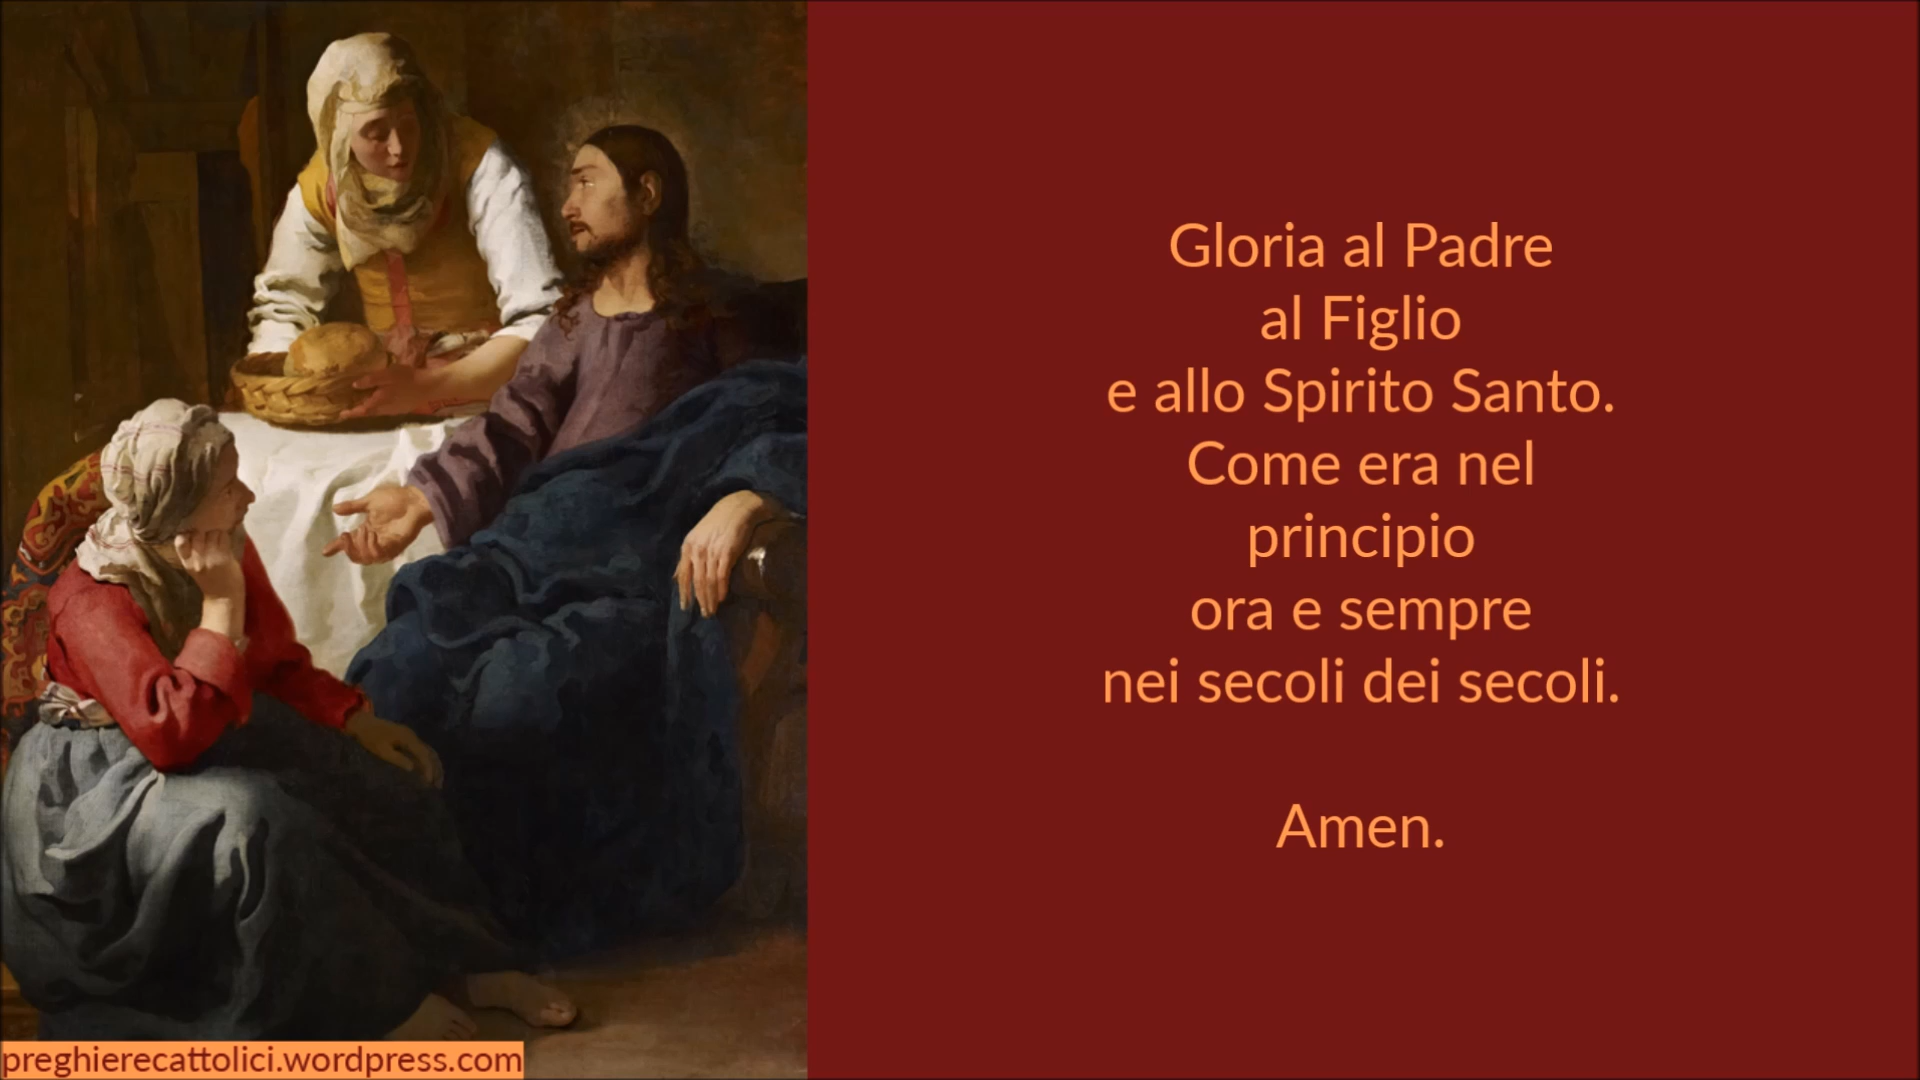 Gloria al Padre
al Figlio
e allo Spirito Santo.
Come era nel
principio
ora e sempre
nei secoli dei secoli.
Amen.
preghierecattolici.wordpress.com